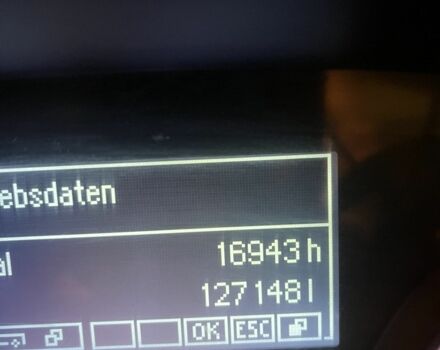 ebsdaten
al 16943 h
127148 l
OK ESC